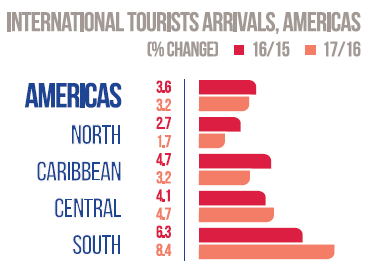 INTERNATIONAL TOURISTS ARRIVALS, AMERICAS
(% CHANGE) 16/15 17/16
AMERICAS 3.6
3.2
NORTH 2.7
1.7
CARIBBEAN 4.7
3.2
CENTRAL 4.1
4.7
SOUTH 6.3
8.4